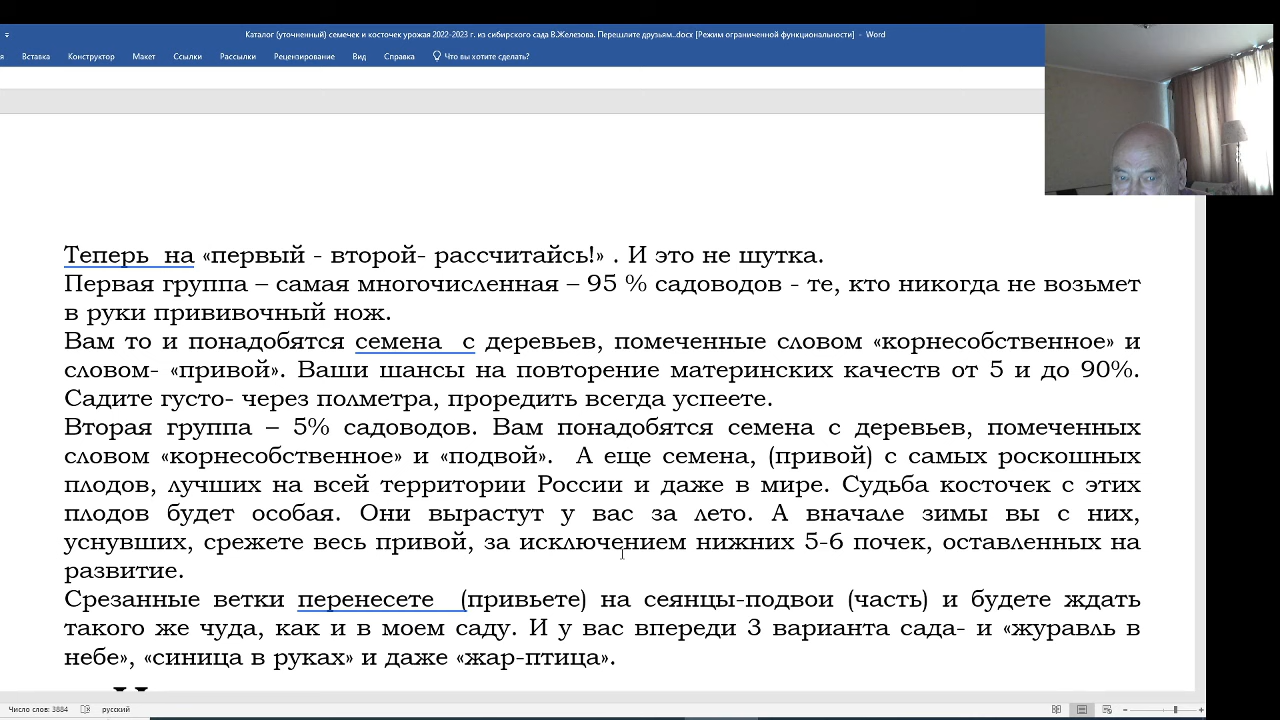 Каталог (уточненный) семечек и косточек урожая 2022-2023 г. из сибирского сада В.Железова. Перешлите друзьям..docx [Режим ограниченной функциональности] - Word
я Вставка Конструктор Макет Ссылки Рассылки Рецензирование Вид Справка Что вы хотите сделать?
Теперь на «первый - второй- рассчитайсь!» . И это не шутка.
Первая группа – самая многочисленная – 95 % садоводов - те, кто никогда не возьмет
в руки прививочный нож.
Вам то и понадобятся семена с деревьев, помеченные словом «корнесобственное» и
словом- «привой». Ваши шансы на повторение материнских качеств от 5 и до 90%.
Садите густо- через полметра, проредить всегда успеете.
Вторая группа – 5% садоводов. Вам понадобятся семена с деревьев, помеченных
словом «корнесобственное» и «подвой». А еще семена, (привой) с самых роскошных
плодов, лучших на всей территории России и даже в мире. Судьба косточек с этих
плодов будет особая. Они вырастут у вас за лето. А вначале зимы вы с них,
уснувших, срежете весь привой, за исключением нижних 5-6 почек, оставленных на
развитие.
Срезанные ветки перенесете (привьете) на сеянцы-подвои (часть) и будете ждать
такого же чуда, как и в моем саду. И у вас впереди 3 варианта сада- и «журавль в
небе», «синица в руках» и даже «жар-птица».
Число слов: 3884 русский